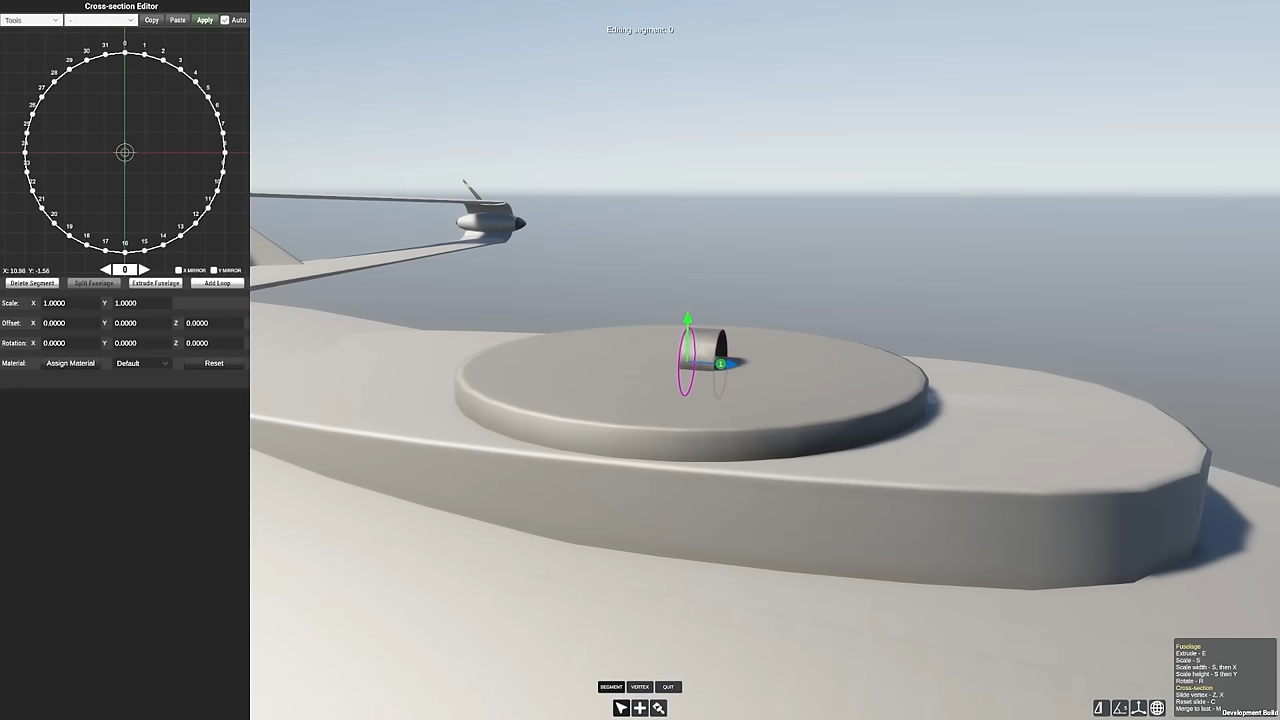 Cross-section Editor
Tools - Copy Paste Apply Auto
Editing segment: 0
0 1 2 3 4 5 6 7 8 9 10 11 12 13 14 15 16 17 18 19 20 21 22 23 24 25 26 27 28 29 30 31
X: 10.98 Y: -1.56 0 X MIRROR Y MIRROR
Delete Segment Split Fuselage Extrude Fuselage Add Loop
Scale: X 1.0000 Y 1.0000
Offset: X 0.0000 Y 0.0000 Z 0.0000
Rotation: X 0.0000 Y 0.0000 Z 0.0000
Material: Assign Material Default Reset
1
Fuselage
Extrude - E
Scale - S
Scale width - S, then X
Scale height - S then Y
Rotate - R
Cross-section
Slide vertex - Z, X
Reset slide - C
Merge to last - M
Development Build
SEGMENT VERTEX QUIT